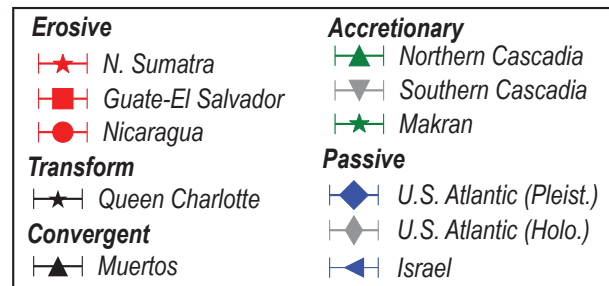 Erosive
N. Sumatra
Guate-El Salvador
Nicaragua
Transform
Queen Charlotte
Convergent
Muertos
Accretionary
Northern Cascadia
Southern Cascadia
Makran
Passive
U.S. Atlantic (Pleist.)
U.S. Atlantic (Holo.)
Israel